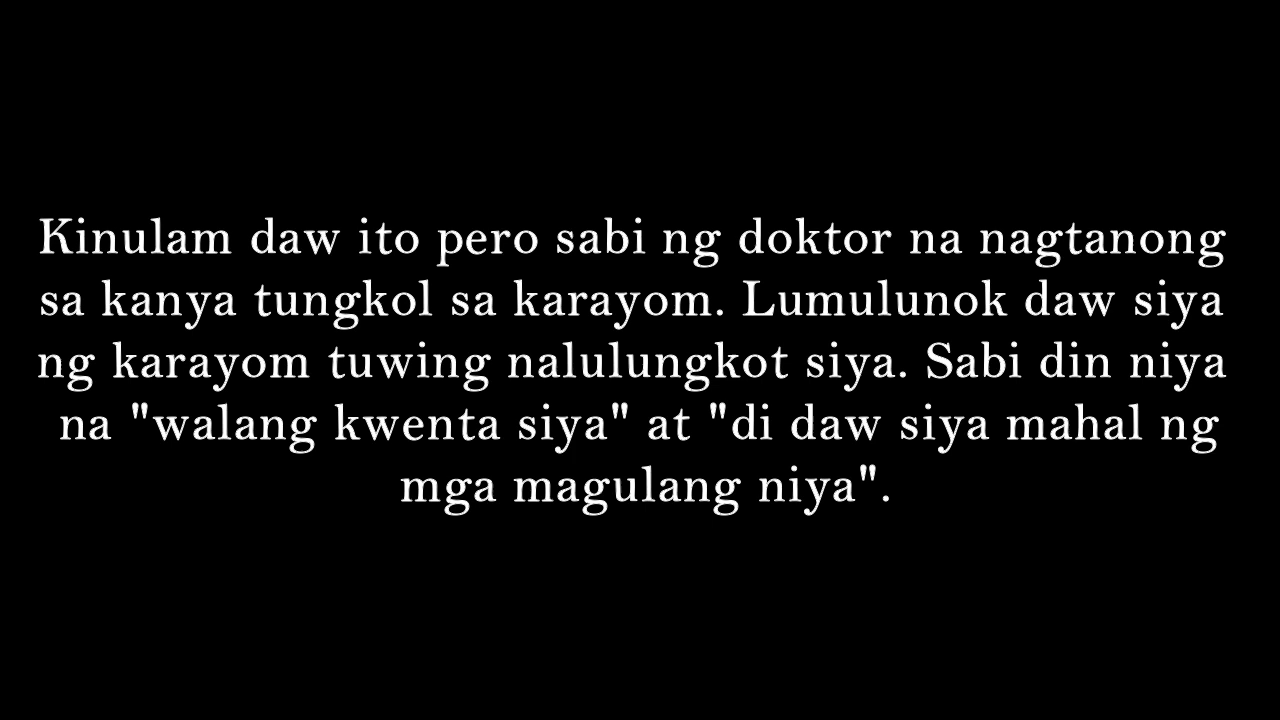 Kinulam daw ito pero sabi ng doktor na nagtanong
sa kanya tungkol sa karayom. Lumulunok daw siya
ng karayom tuwing nalulungkot siya. Sabi din niya
na "walang kwenta siya" at "di daw siya mahal ng
mga magulang niya".